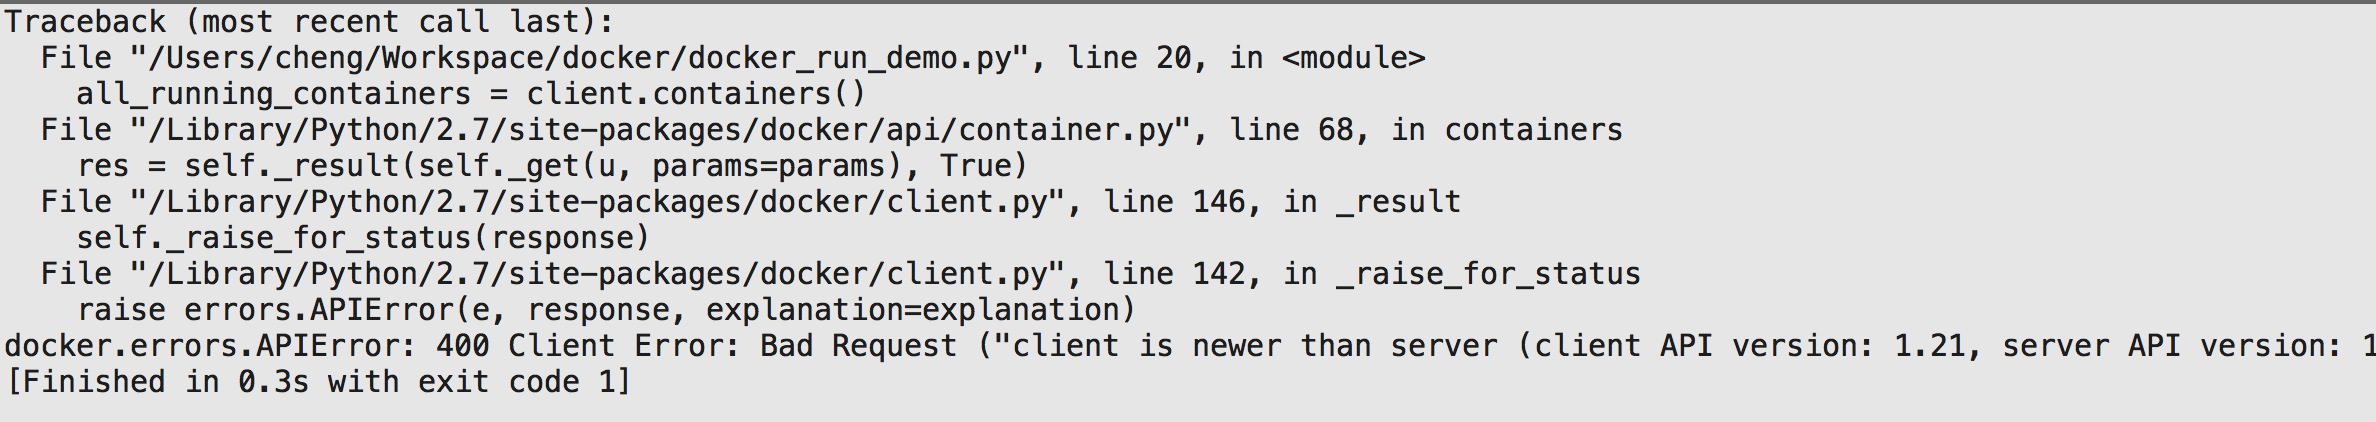 Traceback (most recent call last):
  File "/Users/cheng/Workspace/docker/docker_run_demo.py", line 20, in <module>
    all_running_containers = client.containers()
  File "/Library/Python/2.7/site-packages/docker/api/container.py", line 68, in containers
    res = self._result(self._get(u, params=params), True)
  File "/Library/Python/2.7/site-packages/docker/client.py", line 146, in _result
    self._raise_for_status(response)
  File "/Library/Python/2.7/site-packages/docker/client.py", line 142, in _raise_for_status
    raise errors.APIError(e, response, explanation=explanation)
docker.errors.APIError: 400 Client Error: Bad Request ("client is newer than server (client API version: 1.21, server API version: 1
[Finished in 0.3s with exit code 1]